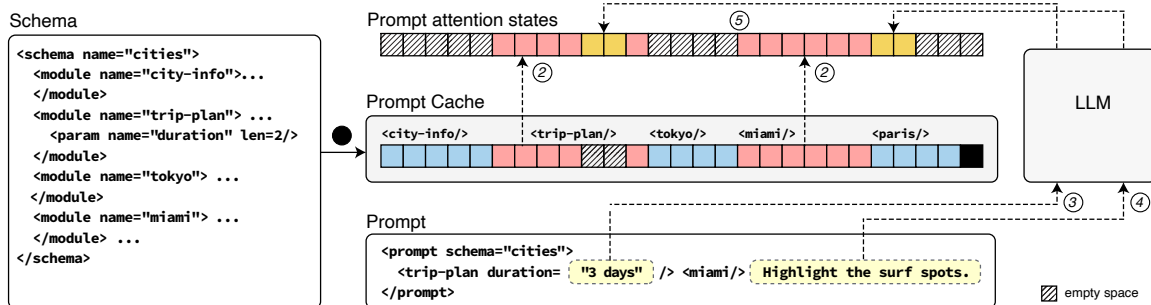 Schema
<schema name="cities">
<module name="city-info">...
</module>
<module name="trip-plan"> ...
<param name="duration" len=2/>
</module>
<module name="tokyo"> ...
</module>
<module name="miami"> ...
</module> ...
</schema>
Prompt attention states
⑤
② ②
Prompt Cache
<city-info/> <trip-plan/> <tokyo/> <miami/> <paris/>
LLM
③ ④
Prompt
<prompt schema="cities">
<trip-plan duration= "3 days" /> <miami/> Highlight the surf spots.
</prompt>
empty space